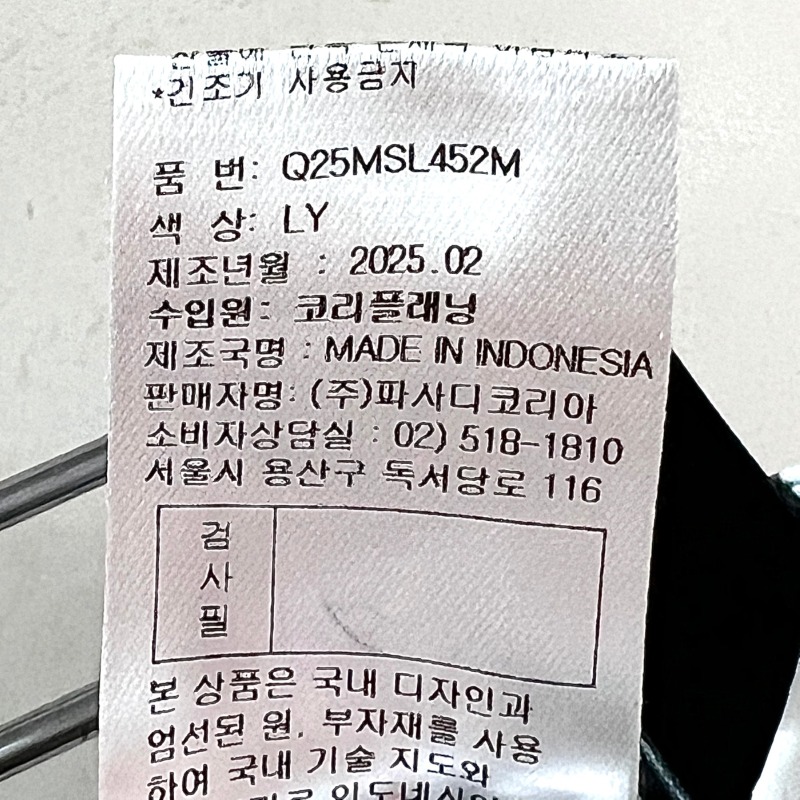 *건조기 사용금지
품 번: Q25MSL452M
색 상: LY
제조년월 : 2025.02
수입원: 코리플래닝
제조국명 : MADE IN INDONESIA
판매자명: (주)파사디코리아
소비자상담실 : 02) 518-1810
서울시 용산구 독서당로 116
검
사
필
본 상품은 국내 디자인과
엄선된 원, 부자재를 사용
하여 국내 기술 지도와